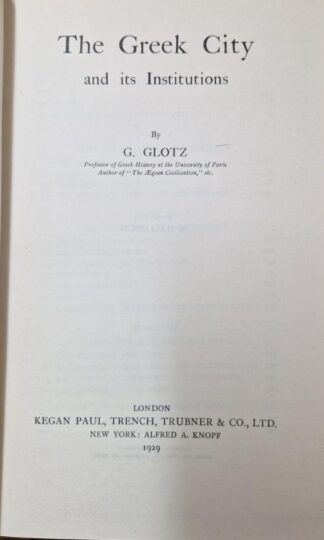 The Greek City
and its Institutions
By
G. GLOTZ
Professor of Greek History at the University of Paris
Author of "The Ægean Civilization," etc.
LONDON
KEGAN PAUL, TRENCH, TRUBNER & CO., LTD.
NEW YORK: ALFRED A. KNOPF
1929